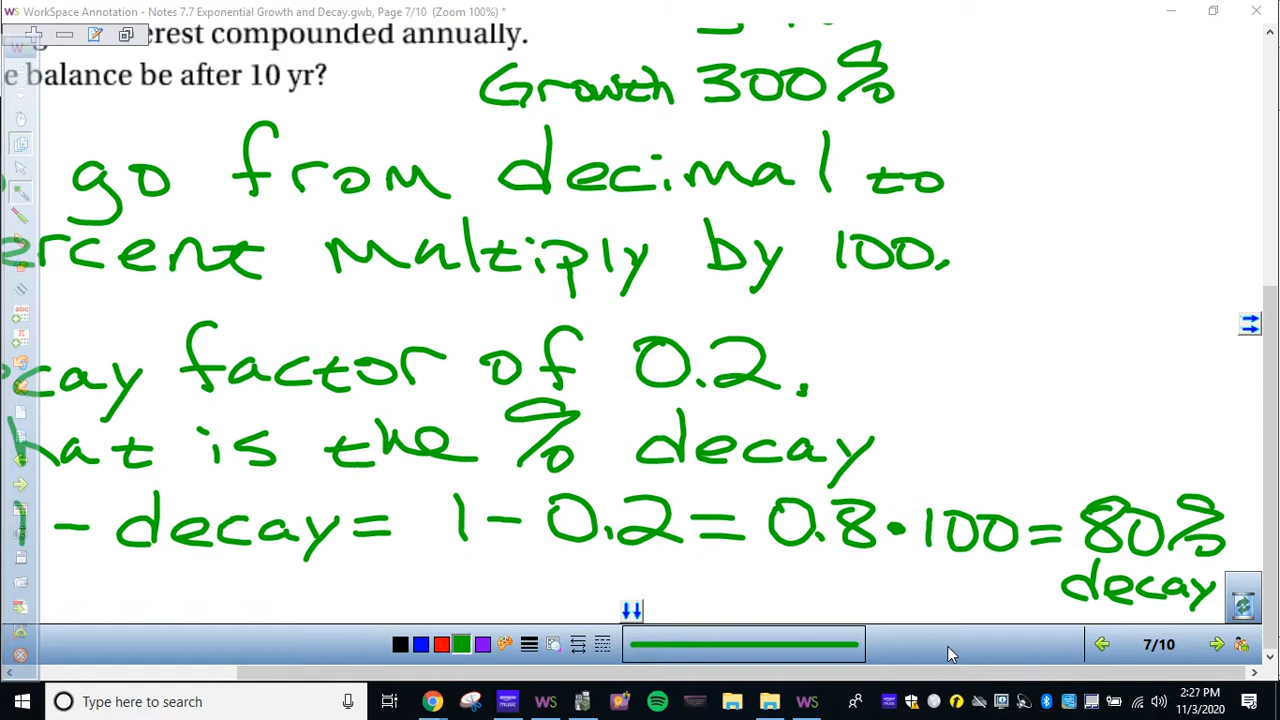 WorkSpace Annotation - Notes 7.7 Exponential Growth and Decay.gwb, Page 7/10 (Zoom 100%) *
erest compounded annually.
e balance be after 10 yr?
Growth 300%
go from decimal to
ercent multiply by 100.
cay factor of 0.2.
hat is the % decay
1 - decay = 1 - 0.2 = 0.8 • 100 = 80%
decay
7/10
Type here to search
2:27 PM
11/3/2020